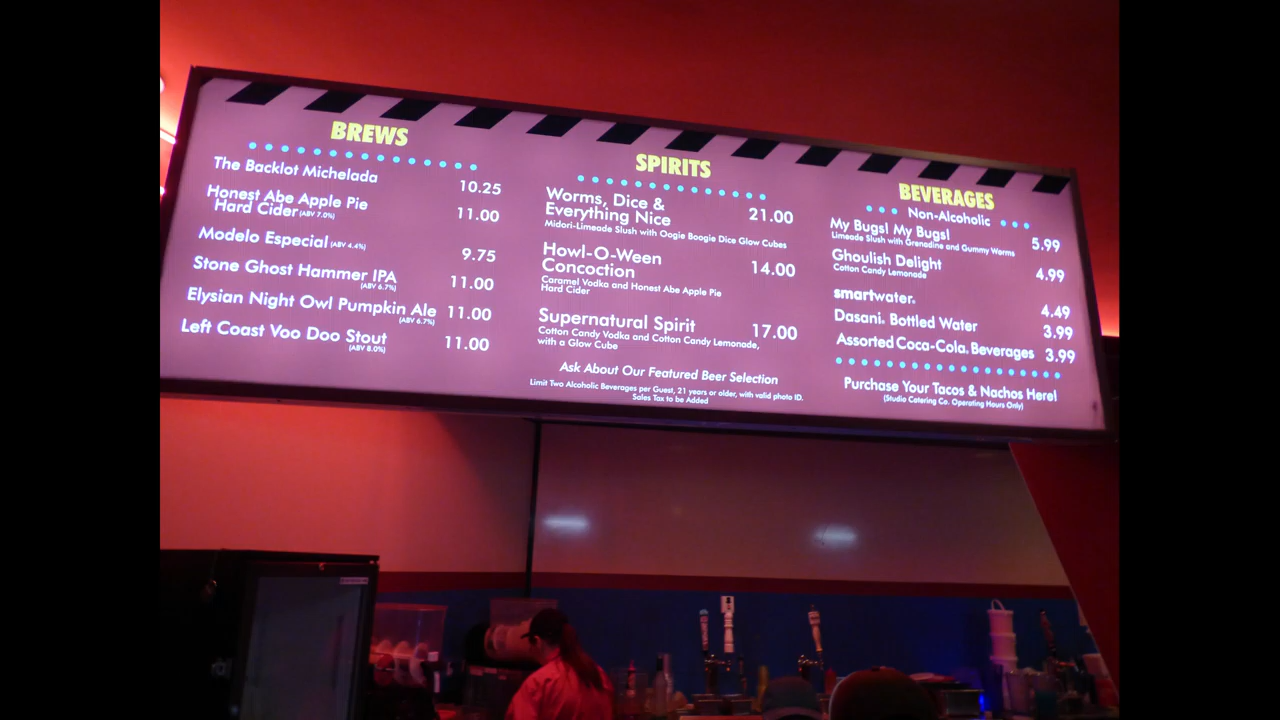 BREWS
The Backlot Michelada 10.25
Honest Abe Apple Pie
Hard Cider (ABV 7.0%) 11.00
Modelo Especial (ABV 4.4%) 9.75
Stone Ghost Hammer IPA 11.00
(ABV 6.7%)
Elysian Night Owl Pumpkin Ale 11.00
(ABV 6.7%)
Left Coast Voo Doo Stout 11.00
(ABV 8.0%)
SPIRITS
Worms, Dice &
Everything Nice 21.00
Midori-Limeade Slush with Oogie Boogie Dice Glow Cubes
Howl-O-Ween
Concoction 14.00
Caramel Vodka and Honest Abe Apple Pie
Hard Cider
Supernatural Spirit 17.00
Cotton Candy Vodka and Cotton Candy Lemonade,
with a Glow Cube
Ask About Our Featured Beer Selection
Limit Two Alcoholic Beverages per Guest, 21 years or older, with valid photo ID.
Sales Tax to be Added
BEVERAGES
Non-Alcoholic
My Bugs! My Bugs! 5.99
Limeade Slush with Grenadine and Gummy Worms
Ghoulish Delight 4.99
Cotton Candy Lemonade
smartwater® 4.49
Dasani® Bottled Water 3.99
Assorted Coca-Cola® Beverages 3.99
Purchase Your Tacos & Nachos Here!
(Studio Catering Co. Operating Hours Only)